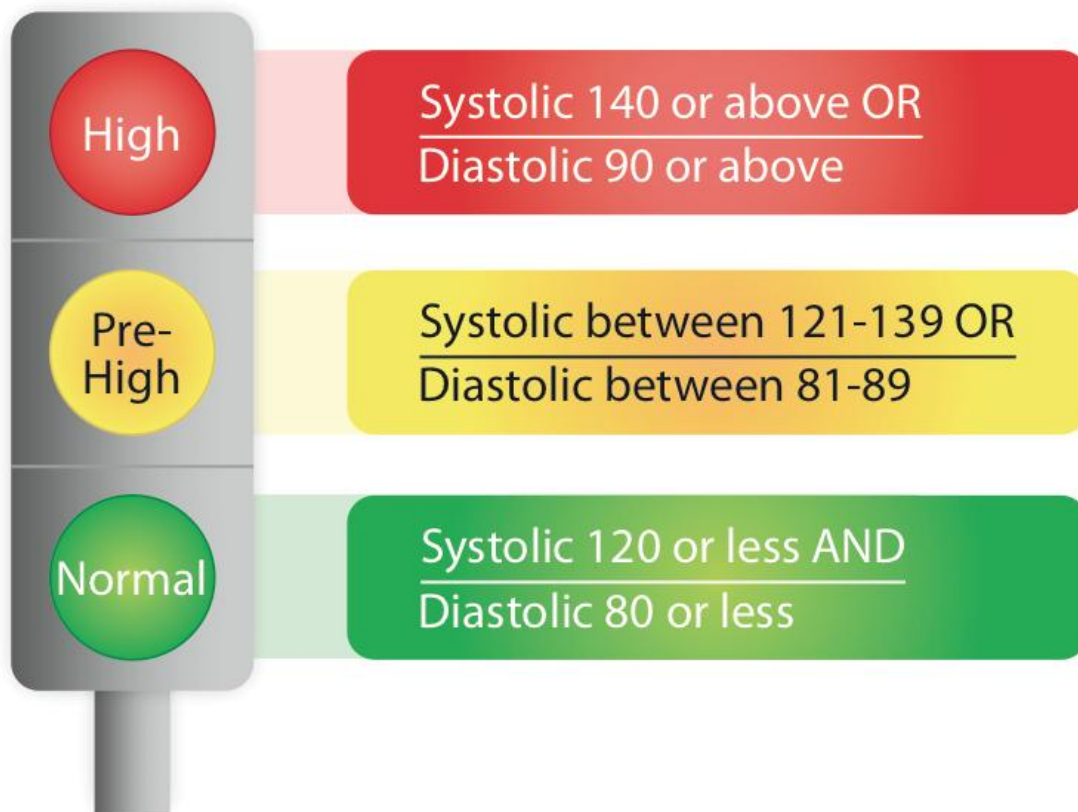 High
Systolic 140 or above OR
Diastolic 90 or above
Pre-
High
Systolic between 121-139 OR
Diastolic between 81-89
Normal
Systolic 120 or less AND
Diastolic 80 or less